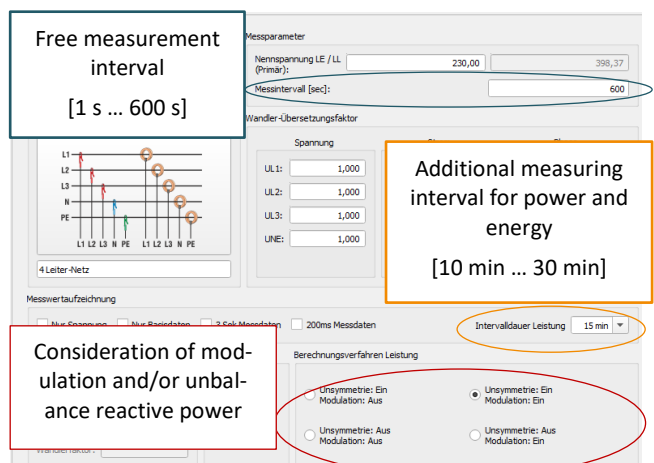 Free measurement
interval
[1 s ... 600 s]
Messparameter
Nennspannung LE / LL
(Primär):
230,00
398,37
Messintervall [sec]:
600
Wandler-Übersetzungsfaktor
Spannung
UL1:
1,000
UL2:
1,000
UL3:
1,000
UNE:
1,000
L1
L2
L3
N
PE
L1 L2 L3 N PE L1 L2 L3 N PE
4 Leiter-Netz
Additional measuring
interval for power and
energy
[10 min ... 30 min]
Messwertaufzeichnung
Nur Spannung
Nur Basisdaten
3 Sek Messdaten
200ms Messdaten
Intervalldauer Leistung
15 min
Consideration of mod-
ulation and/or unbal-
ance reactive power
Berechnungsverfahren Leistung
Unsymmetrie: Ein
Modulation: Aus
Unsymmetrie: Ein
Modulation: Ein
Unsymmetrie: Aus
Modulation: Aus
Unsymmetrie: Aus
Modulation: Ein
Wandlerfaktor: